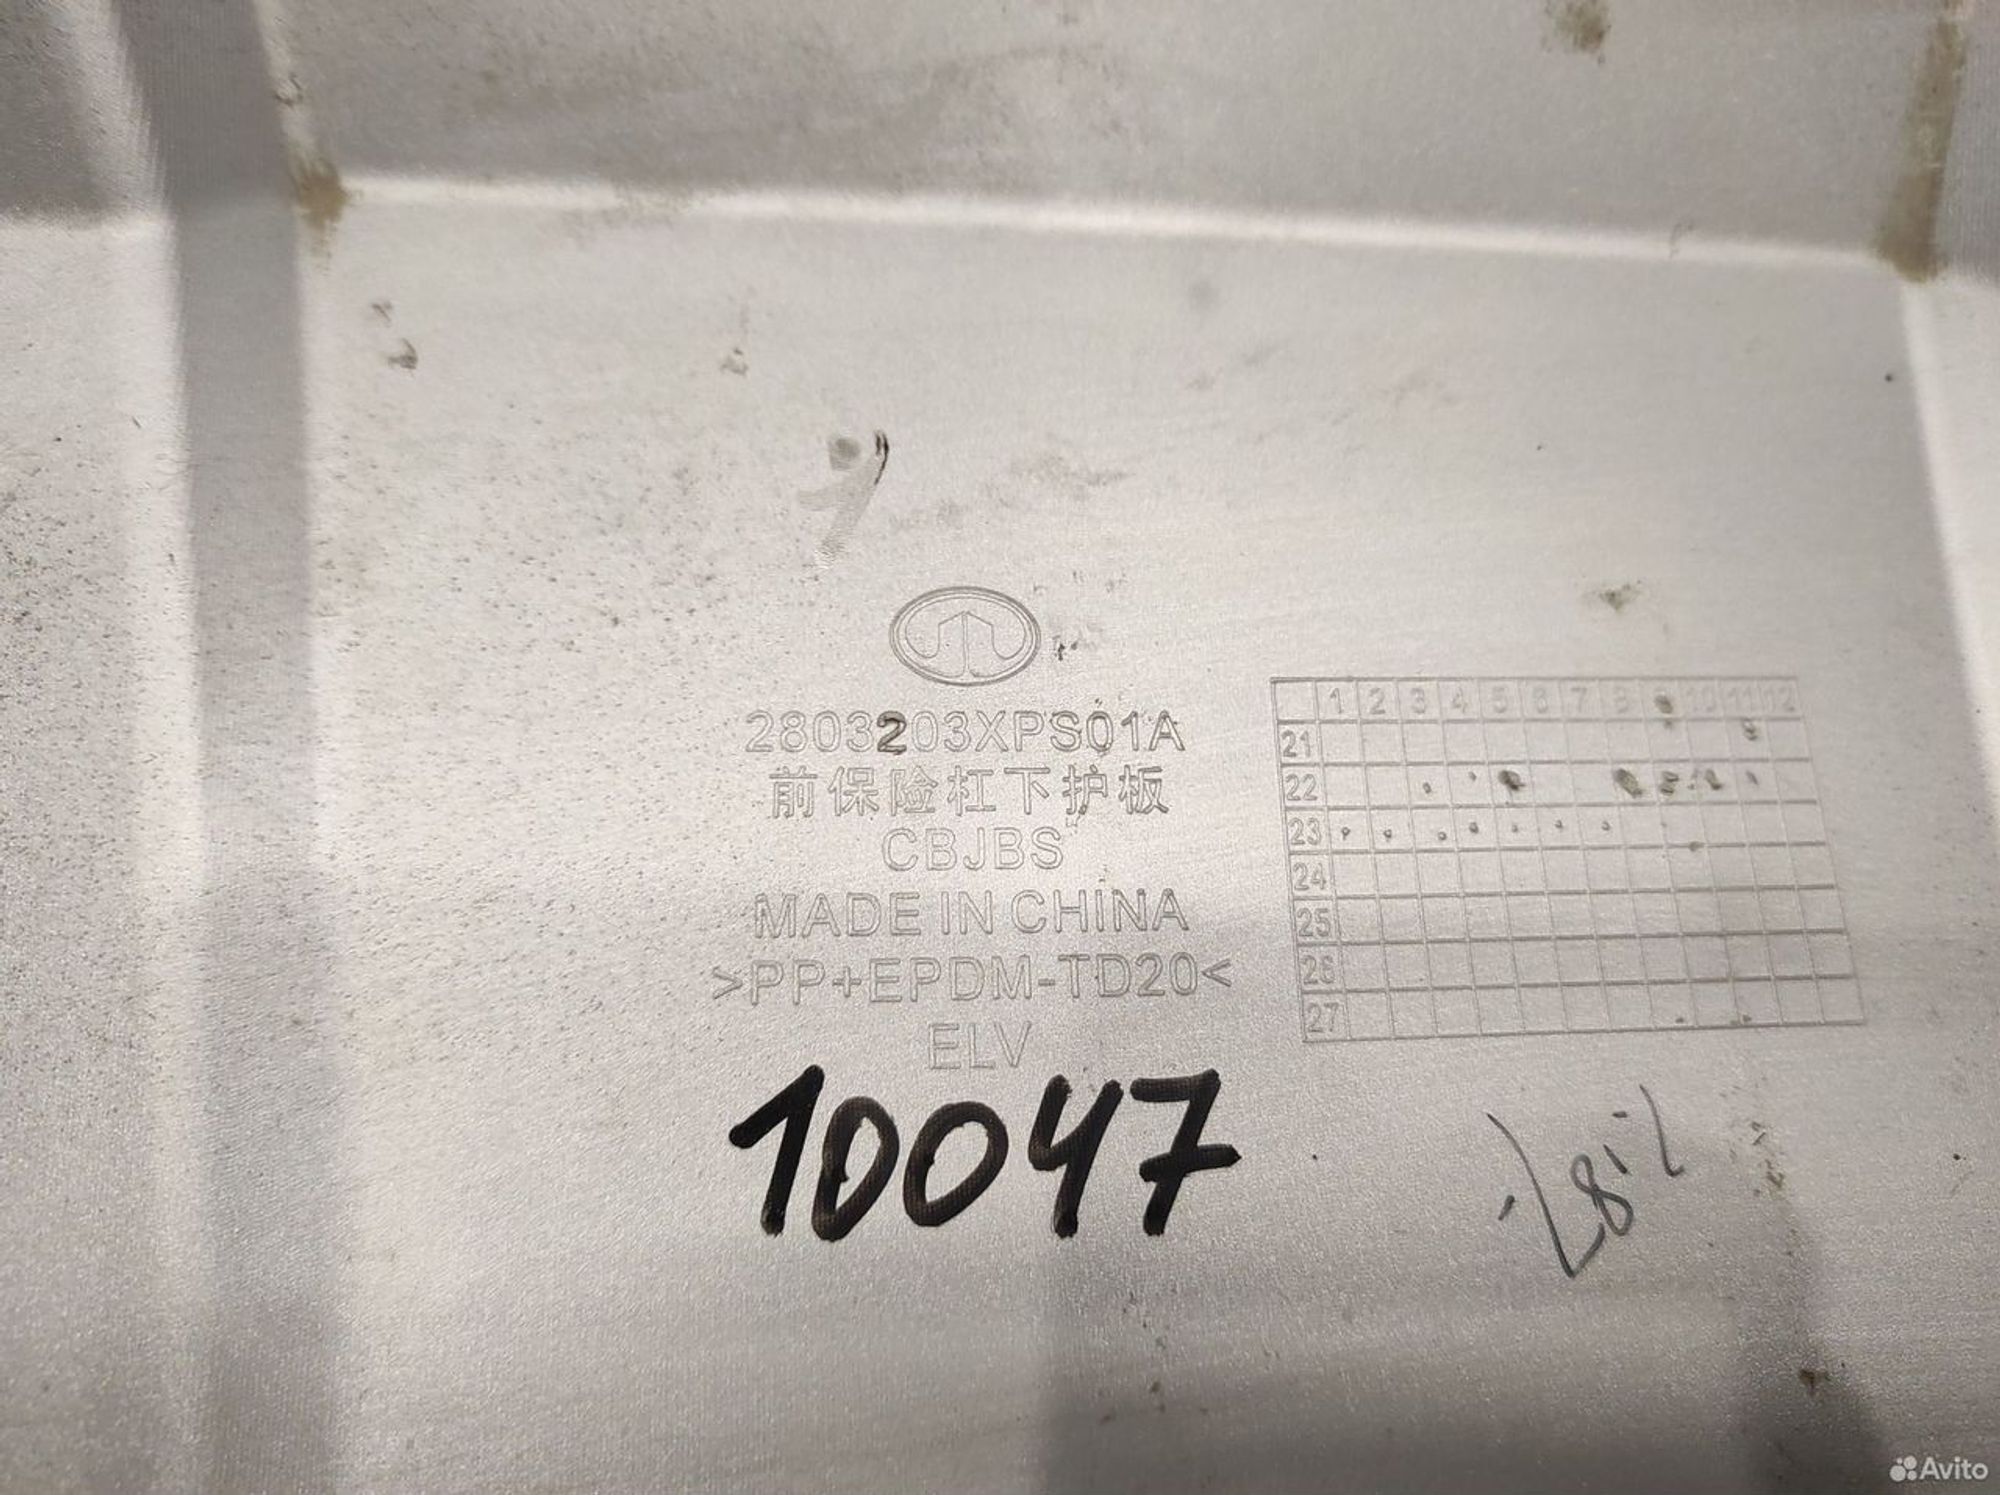 2803203XPS01A
前保险杠下护板
CBJBS
MADE IN CHINA
>PP+EPDM-TD20<
ELV
10047
1 2 3 4 5 6 7 8 10 11 12
21
22
23
24
25
26
27
Avito